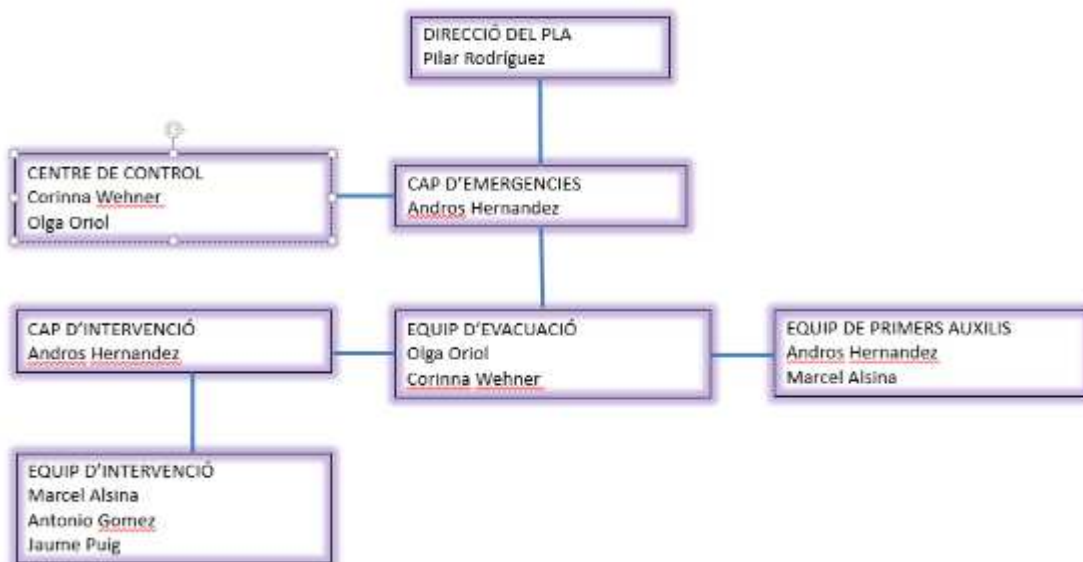 DIRECCIÓ DEL PLA
Pilar Rodríguez
CENTRE DE CONTROL
Corinna Wehner
Olga Oriol
CAP D'EMERGENCIES
Andros Hernandez
CAP D'INTERVENCIÓ
Andros Hernandez
EQUIP D'EVACUACIÓ
Olga Oriol
Corinna Wehner
EQUIP DE PRIMERS AUXILIS
Andros Hernandez
Marcel Alsina
EQUIP D'INTERVENCIÓ
Marcel Alsina
Antonio Gomez
Jaume Puig